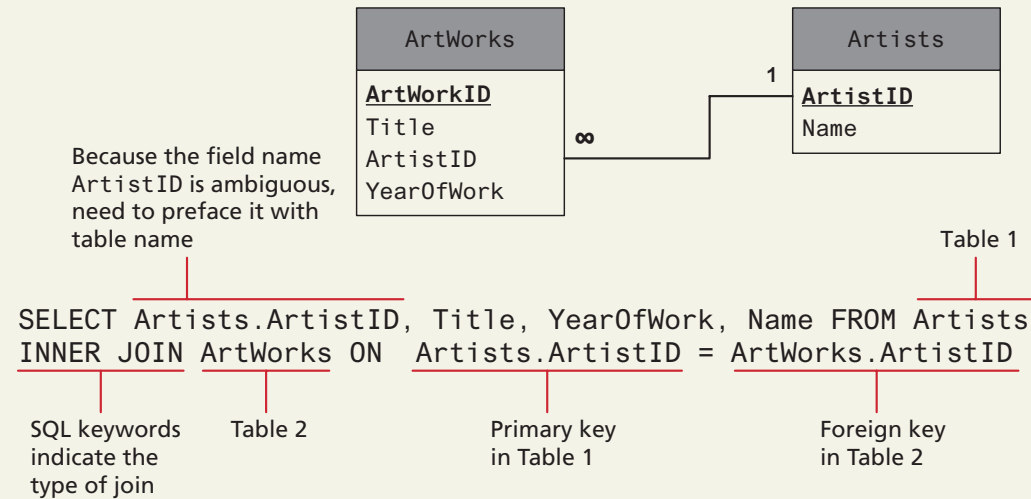 ArtWorks
ArtWorkID
Title
ArtistID
YearOfWork
∞
1
Artists
ArtistID
Name
Because the field name
ArtistID is ambiguous,
need to preface it with
table name
Table 1
SELECT Artists.ArtistID, Title, YearOfWork, Name FROM Artists
INNER JOIN ArtWorks ON Artists.ArtistID = ArtWorks.ArtistID
SQL keywords
indicate the
type of join
Table 2
Primary key
in Table 1
Foreign key
in Table 2